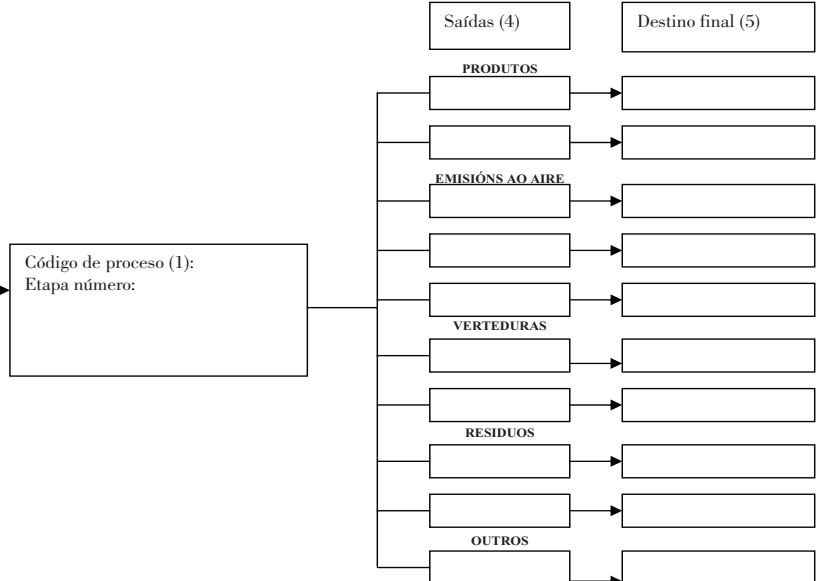 Saídas (4)
Destino final (5)
PRODUTOS
EMISIÓNS AO AIRE
Código de proceso (1):
Etapa número:
VERTEDURAS
RESIDUOS
OUTROS